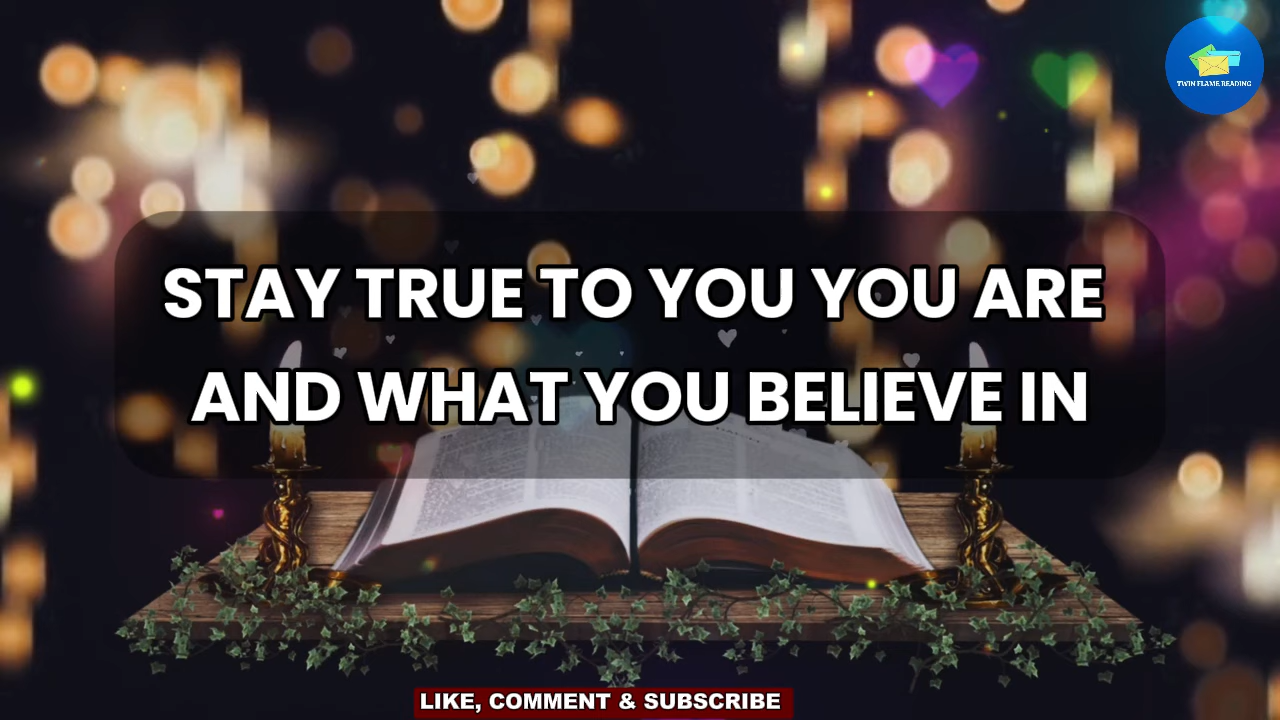 TWIN FLAME READING
STAY TRUE TO YOU YOU ARE
AND WHAT YOU BELIEVE IN
LIKE, COMMENT & SUBSCRIBE